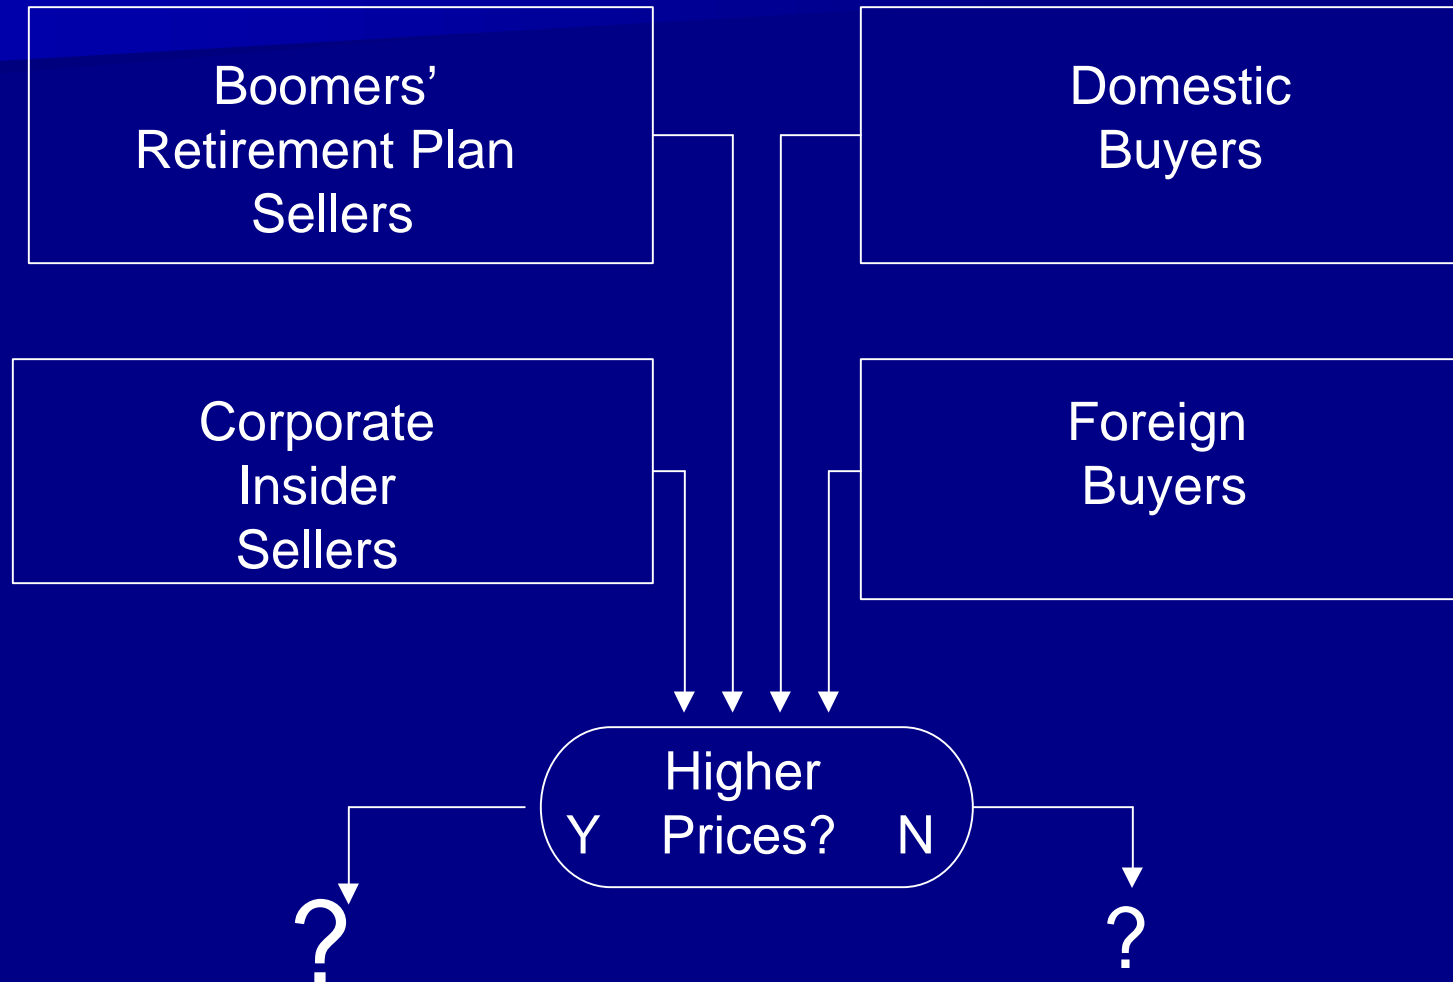 Boomers’
Retirement Plan
Sellers
Domestic
Buyers
Corporate
Insider
Sellers
Foreign
Buyers
Higher
Y Prices? N
?
?